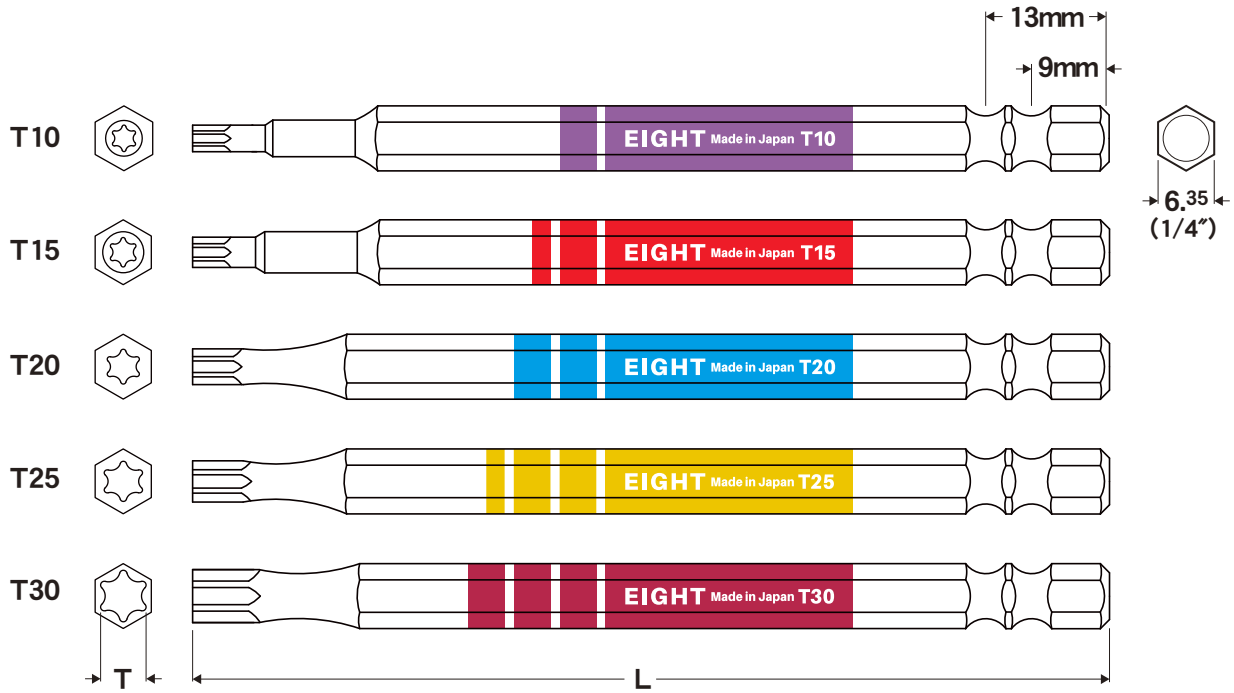 13mm
9mm
T10
EIGHT Made in Japan T10
6.35
(1/4″)
T15
EIGHT Made in Japan T15
T20
EIGHT Made in Japan T20
T25
EIGHT Made in Japan T25
T30
EIGHT Made in Japan T30
T
L